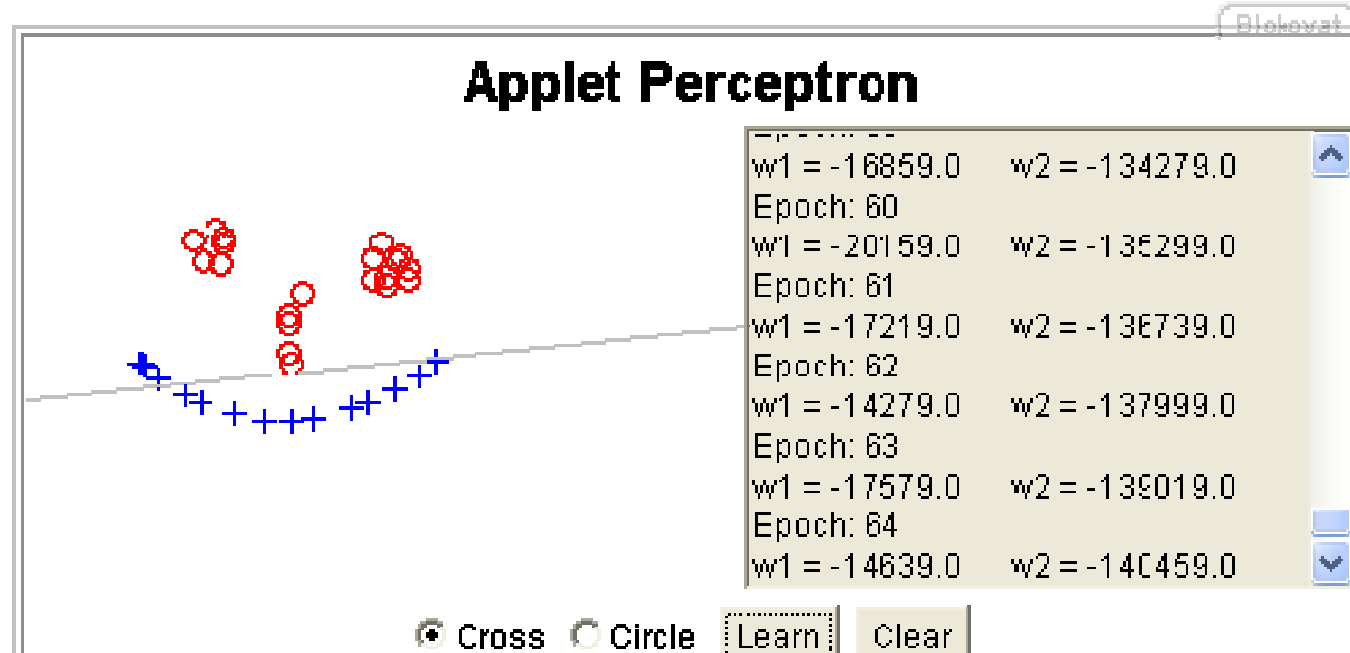 Blokovat
Applet Perceptron
w1 = -16859.0 w2 = -134279.0
Epoch: 60
w1 = -20159.0 w2 = -135299.0
Epoch: 61
w1 = -17219.0 w2 = -136739.0
Epoch: 62
w1 = -14279.0 w2 = -137999.0
Epoch: 63
w1 = -17579.0 w2 = -139019.0
Epoch: 64
w1 = -14639.0 w2 = -140459.0
Cross Circle Learn Clear